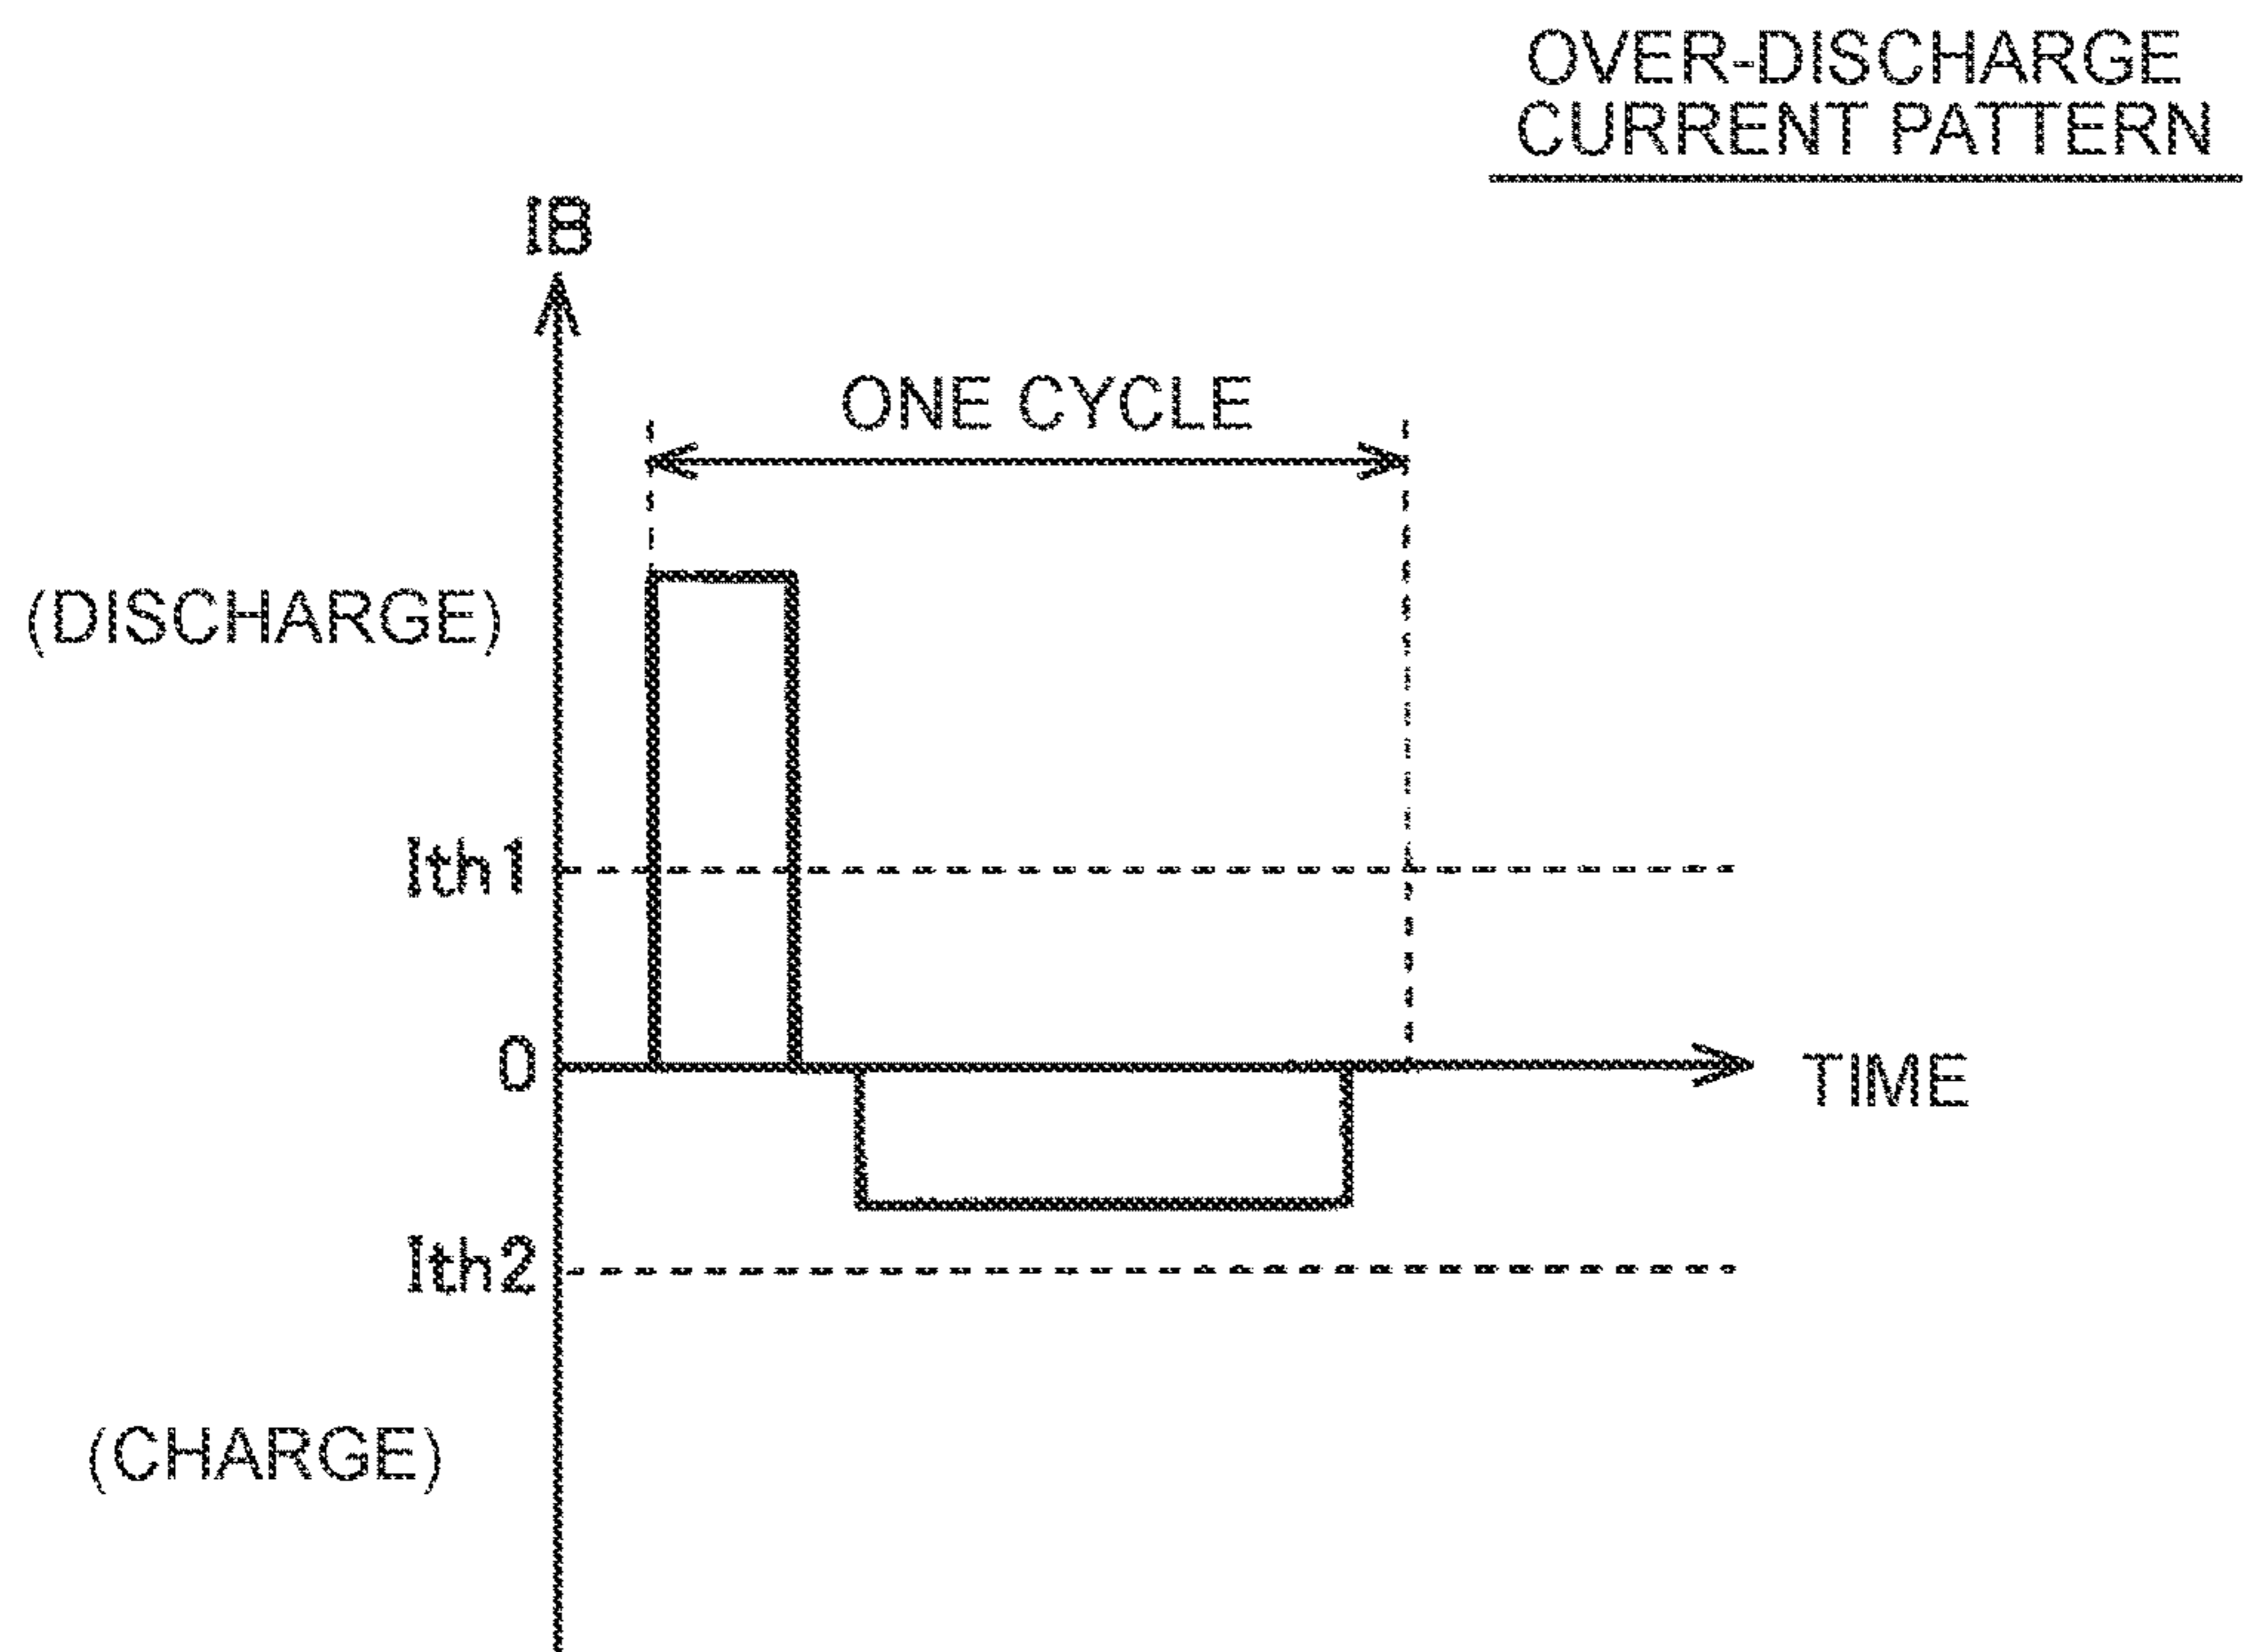 OVER-DISCHARGE
CURRENT PATTERN
IB
ONE CYCLE
(DISCHARGE)
Ith1
0
TIME
Ith2
(CHARGE)